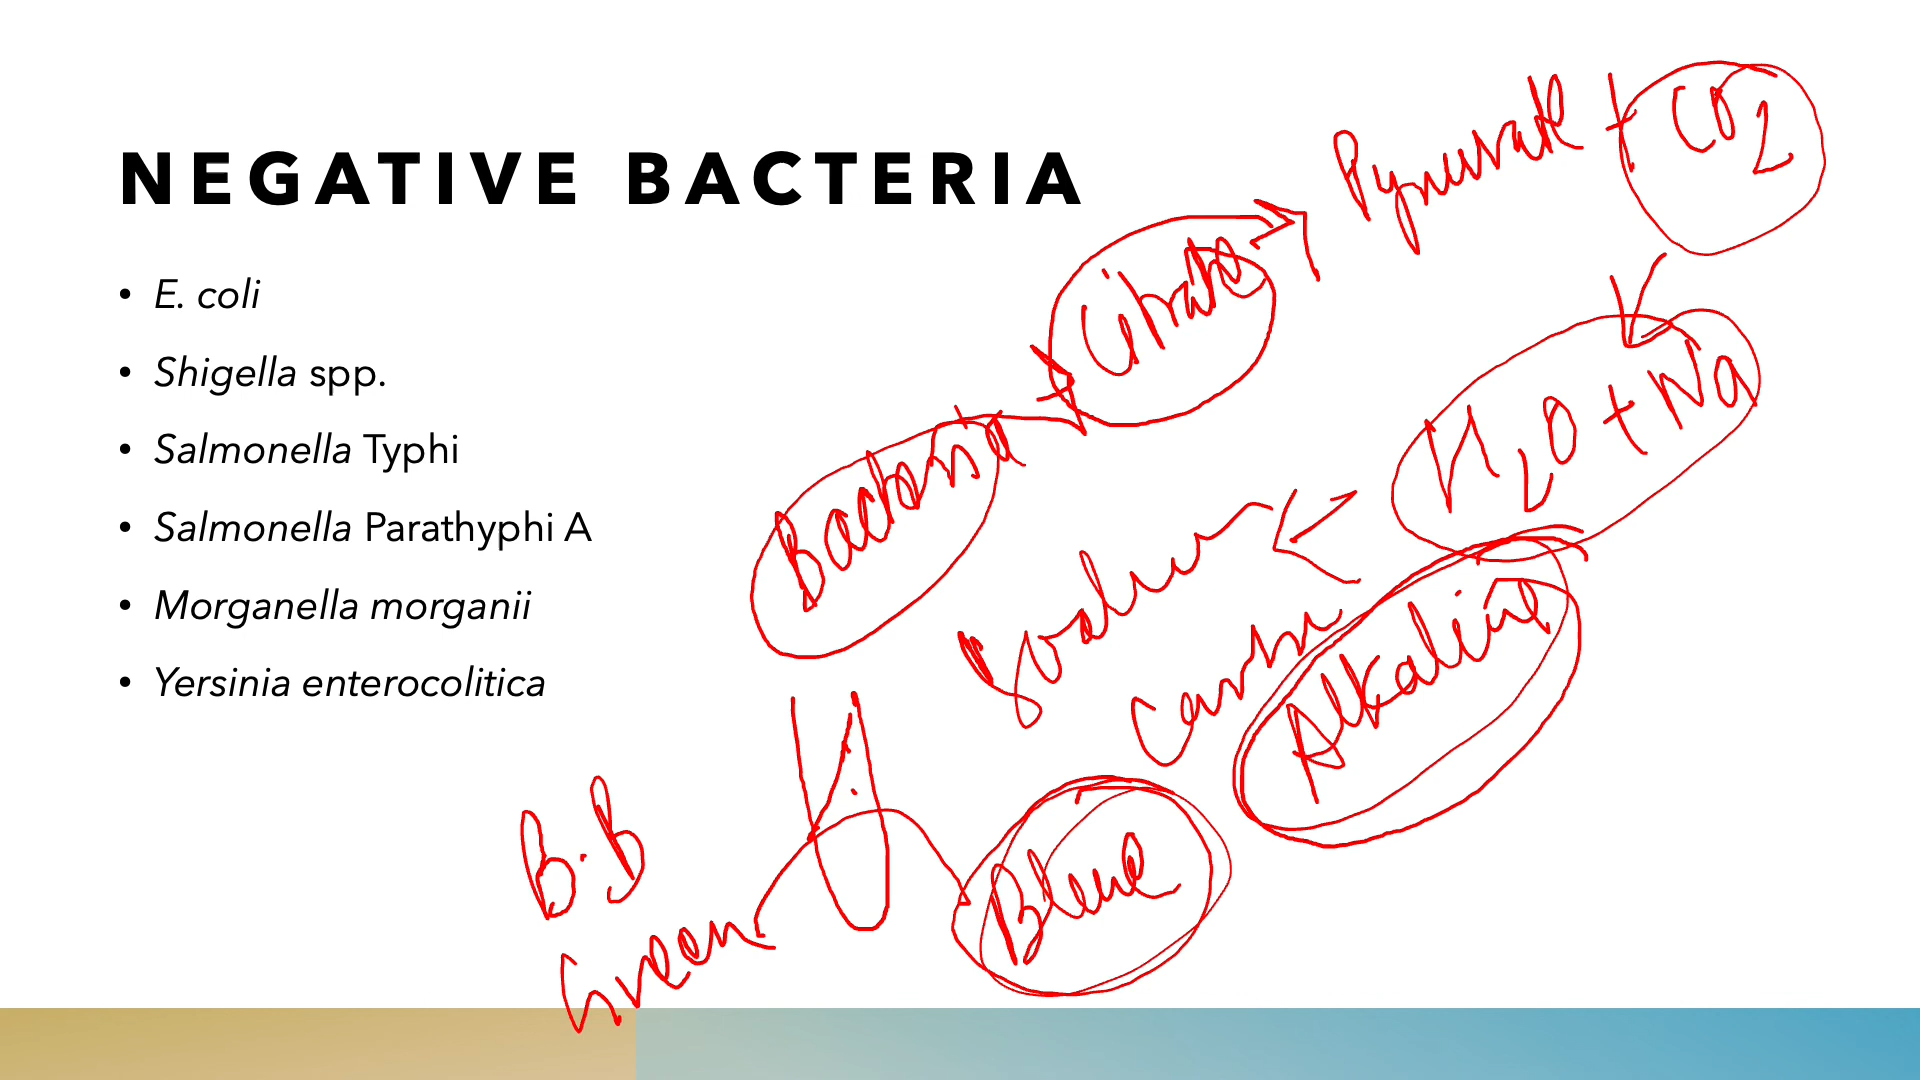 NEGATIVE BACTERIA
• E. coli
• Shigella spp.
• Salmonella Typhi
• Salmonella Parathyphi A
• Morganella morganii
• Yersinia enterocolitica
Bacteria + Citrate → Pyruvate + CO2
H2O + Na
Sodium
Alkaline
B.B
Green
Blue